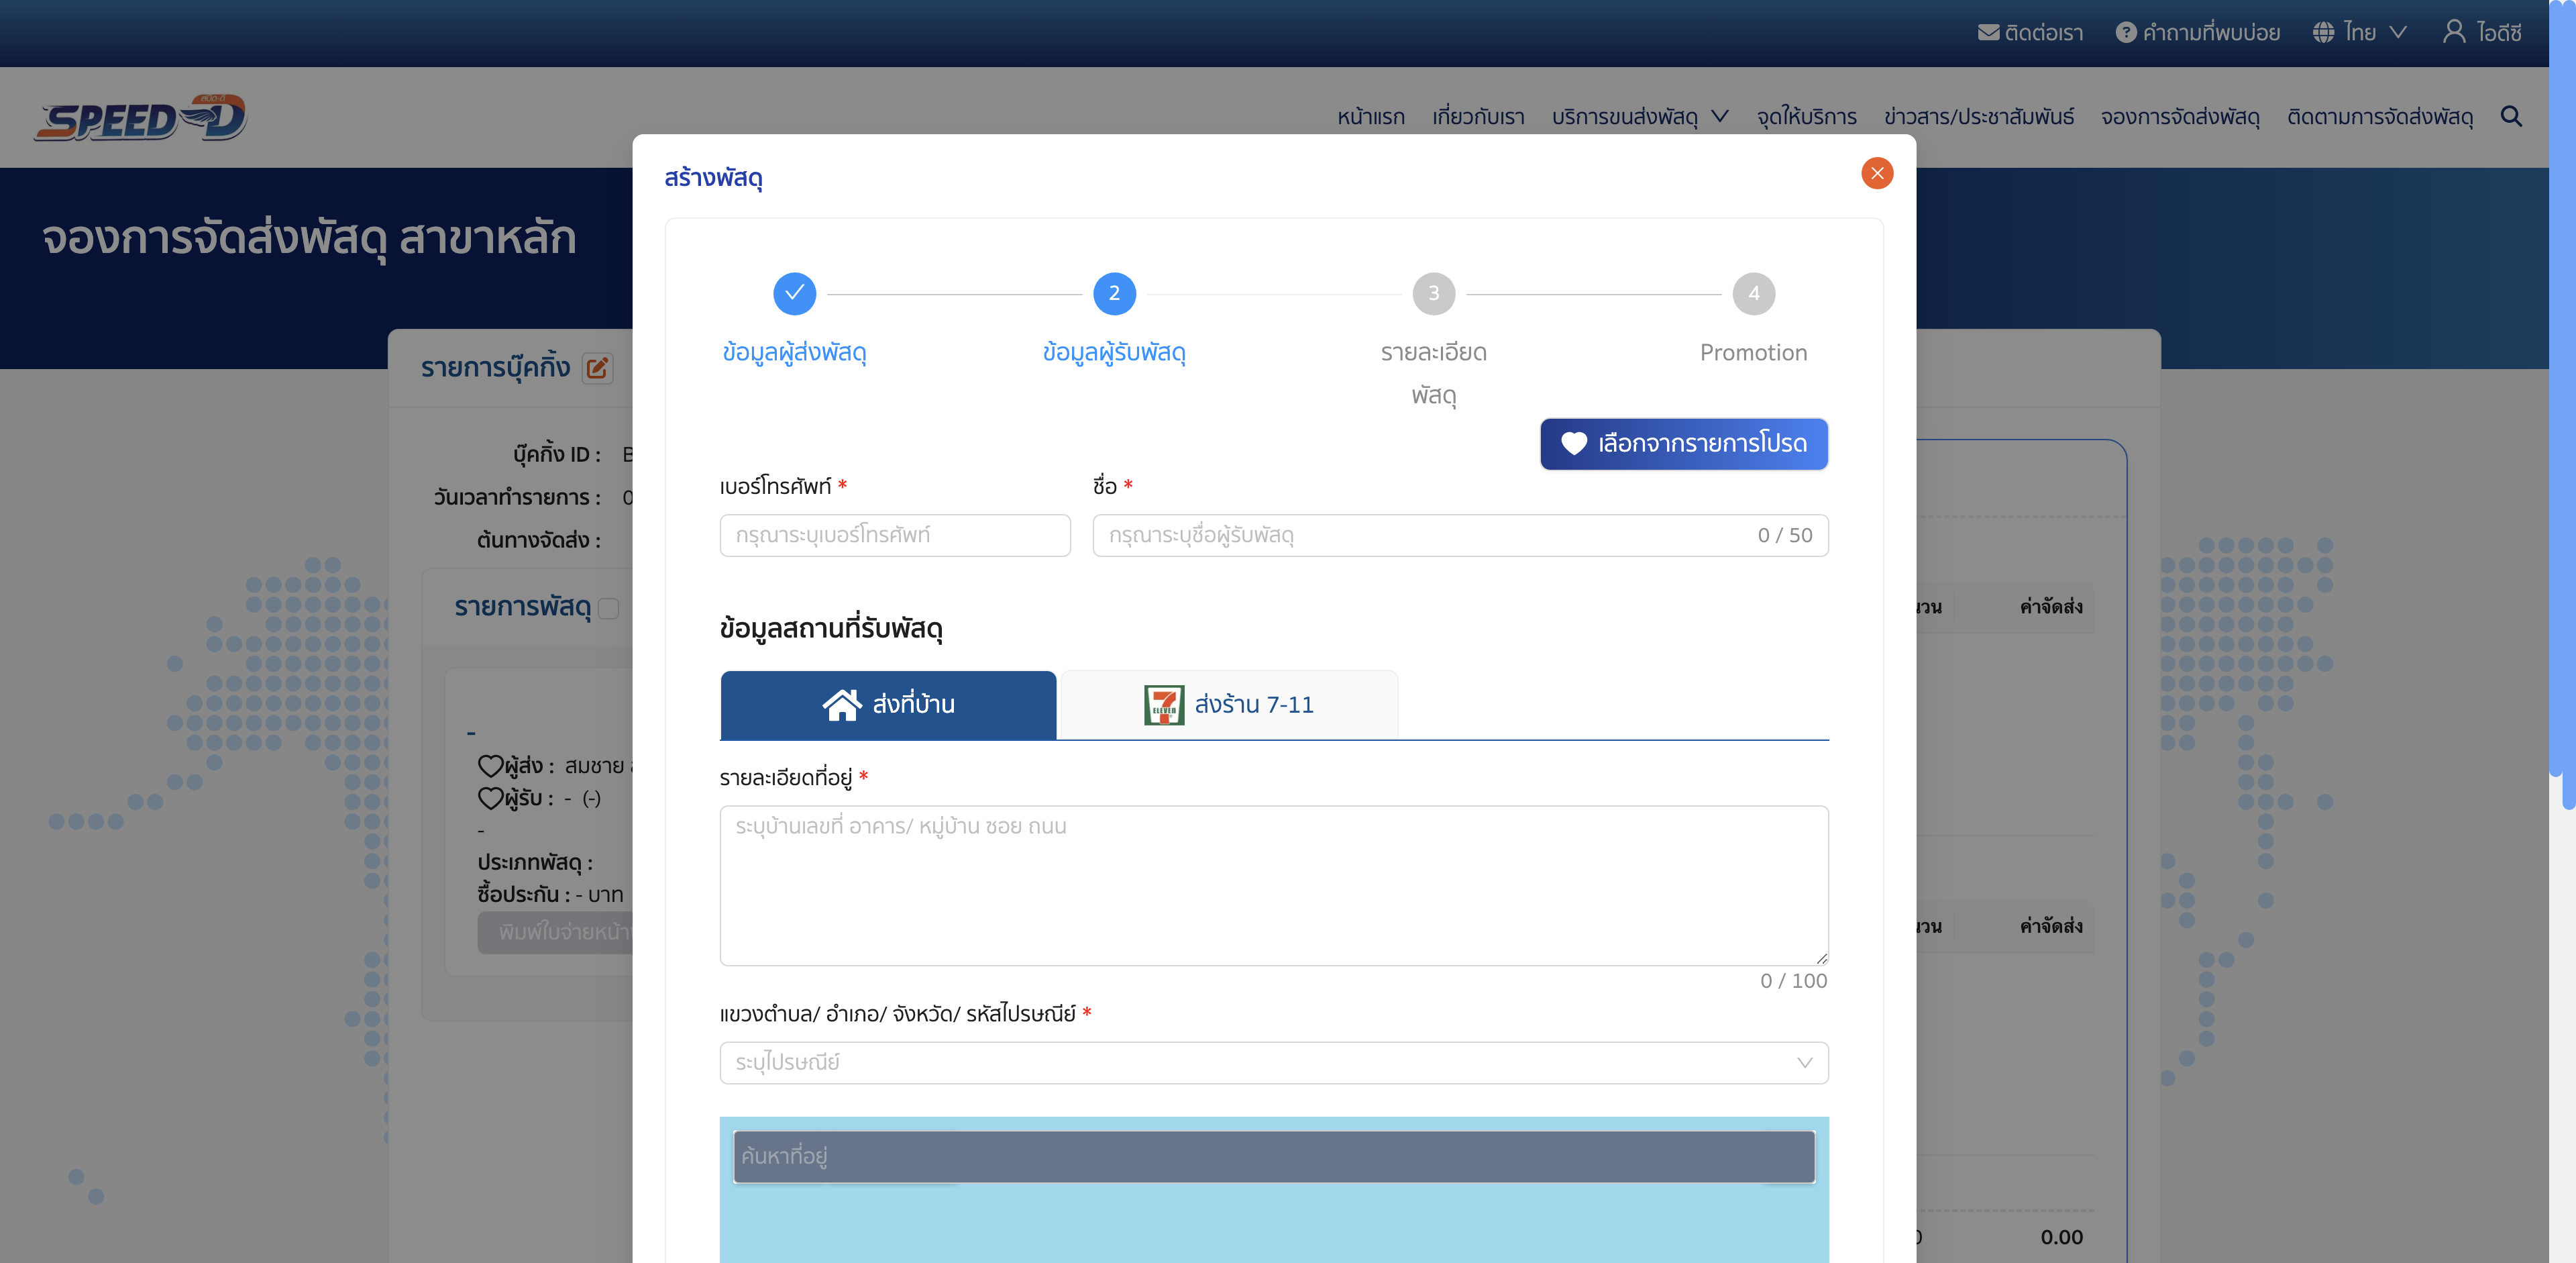 ติดต่อเรา
คำถามที่พบบ่อย
ไทย
ไอดีซี
SPEED-D
หน้าแรก
เกี่ยวกับเรา
บริการขนส่งพัสดุ
จุดให้บริการ
ข่าวสาร/ประชาสัมพันธ์
จองการจัดส่งพัสดุ
ติดตามการจัดส่งพัสดุ
จองการจัดส่งพัสดุ สาขาหลัก
สร้างพัสดุ
2
3
4
ข้อมูลผู้ส่งพัสดุ
ข้อมูลผู้รับพัสดุ
รายละเอียด
พัสดุ
Promotion
เลือกจากรายการโปรด
เบอร์โทรศัพท์ *
ชื่อ *
กรุณาระบุเบอร์โทรศัพท์
กรุณาระบุชื่อผู้รับพัสดุ
0 / 50
ข้อมูลสถานที่รับพัสดุ
ส่งที่บ้าน
7 ELEVEN
ส่งร้าน 7-11
รายละเอียดที่อยู่ *
ระบุบ้านเลขที่ อาคาร/ หมู่บ้าน ซอย ถนน
0 / 100
แขวงตำบล/ อำเภอ/ จังหวัด/ รหัสไปรษณีย์ *
ระบุไปรษณีย์
ค้นหาที่อยู่
รายการบุ๊คกิ้ง
บุ๊คกิ้ง ID :
วันเวลาทำรายการ : 0
ต้นทางจัดส่ง :
รายการพัสดุ
-
ผู้ส่ง : สมชาย
ผู้รับ : - (-)
-
ประเภทพัสดุ :
ซื้อประกัน : - บาท
พิมพ์ใบจ่ายหน้า
ค่าจัดส่ง
ค่าจัดส่ง
0.00